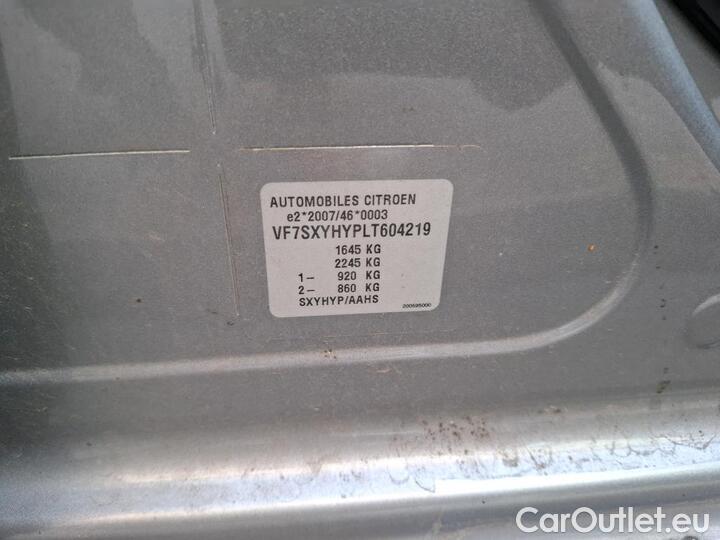 AUTOMOBILES CITROEN
e2*2007/46*0003
VF7SXYHYPLT604219
1645 KG
2245 KG
1- 920 KG
2- 860 KG
SXYHYP/AAHS
200695000
CarOutlet.eu